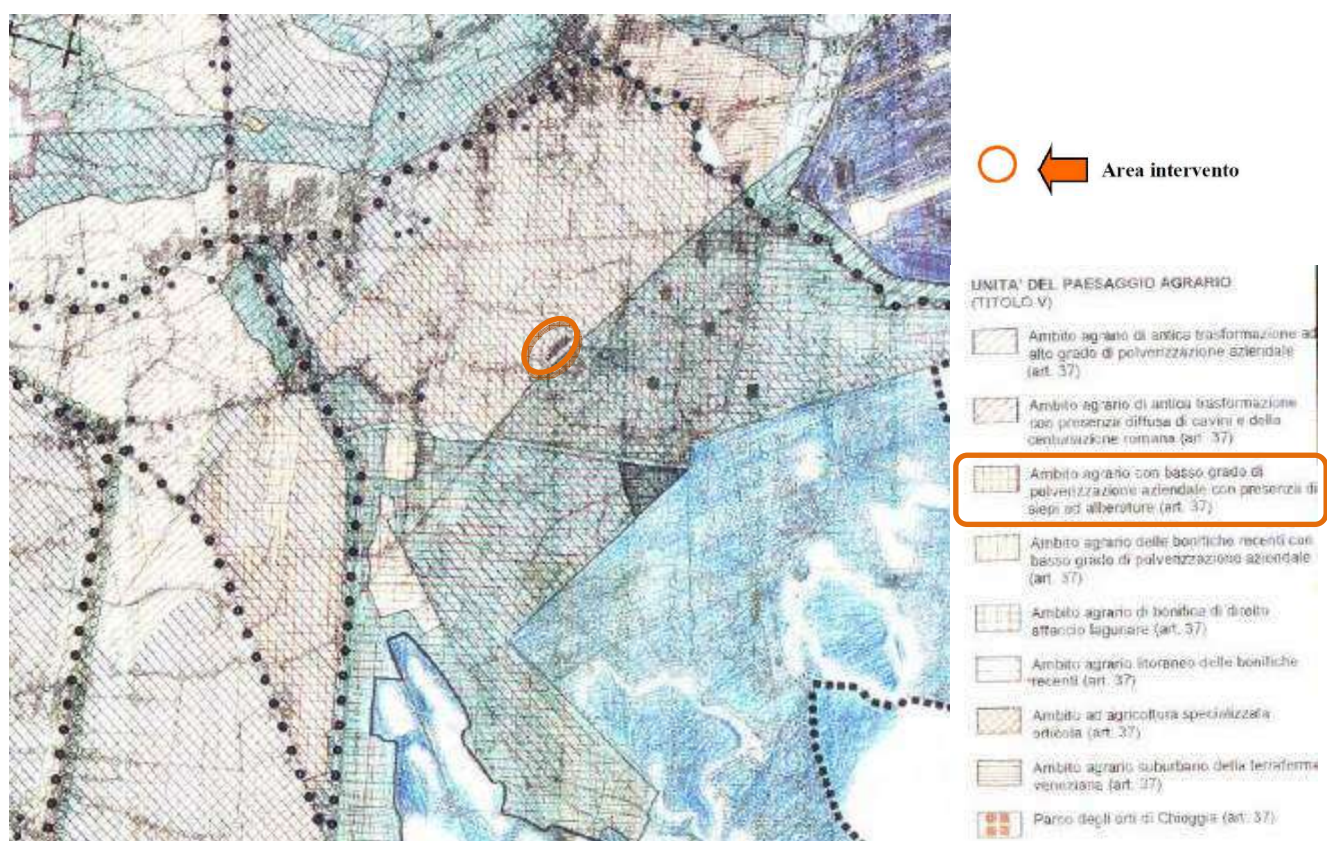 Area intervento
UNITA' DEL PAESAGGIO AGRARIO
(TITOLO V)
Ambito agrario di antica trasformazione ad
alto grado di polverizzazione aziendale
(art. 37)
Ambito agrario di antica trasformazione
con presenza diffusa di cavini e della
centuriazione romana (art. 37)
Ambito agrario con basso grado di
polverizzazione aziendale con presenza di
siepi ed alberature (art. 37)
Ambito agrario delle bonifiche recenti con
basso grado di polverizzazione aziendale
(art. 37)
Ambito agrario di bonifica di diretto
affaccio lagunare (art. 37)
Ambito agrario litoraneo delle bonifiche
recenti (art. 37)
Ambito ad agricoltura specializzata
orticola (art. 37)
Ambito agrario suburbano della terraferma
veneziana (art. 37)
Parco degli orti di Chioggia (art. 37)